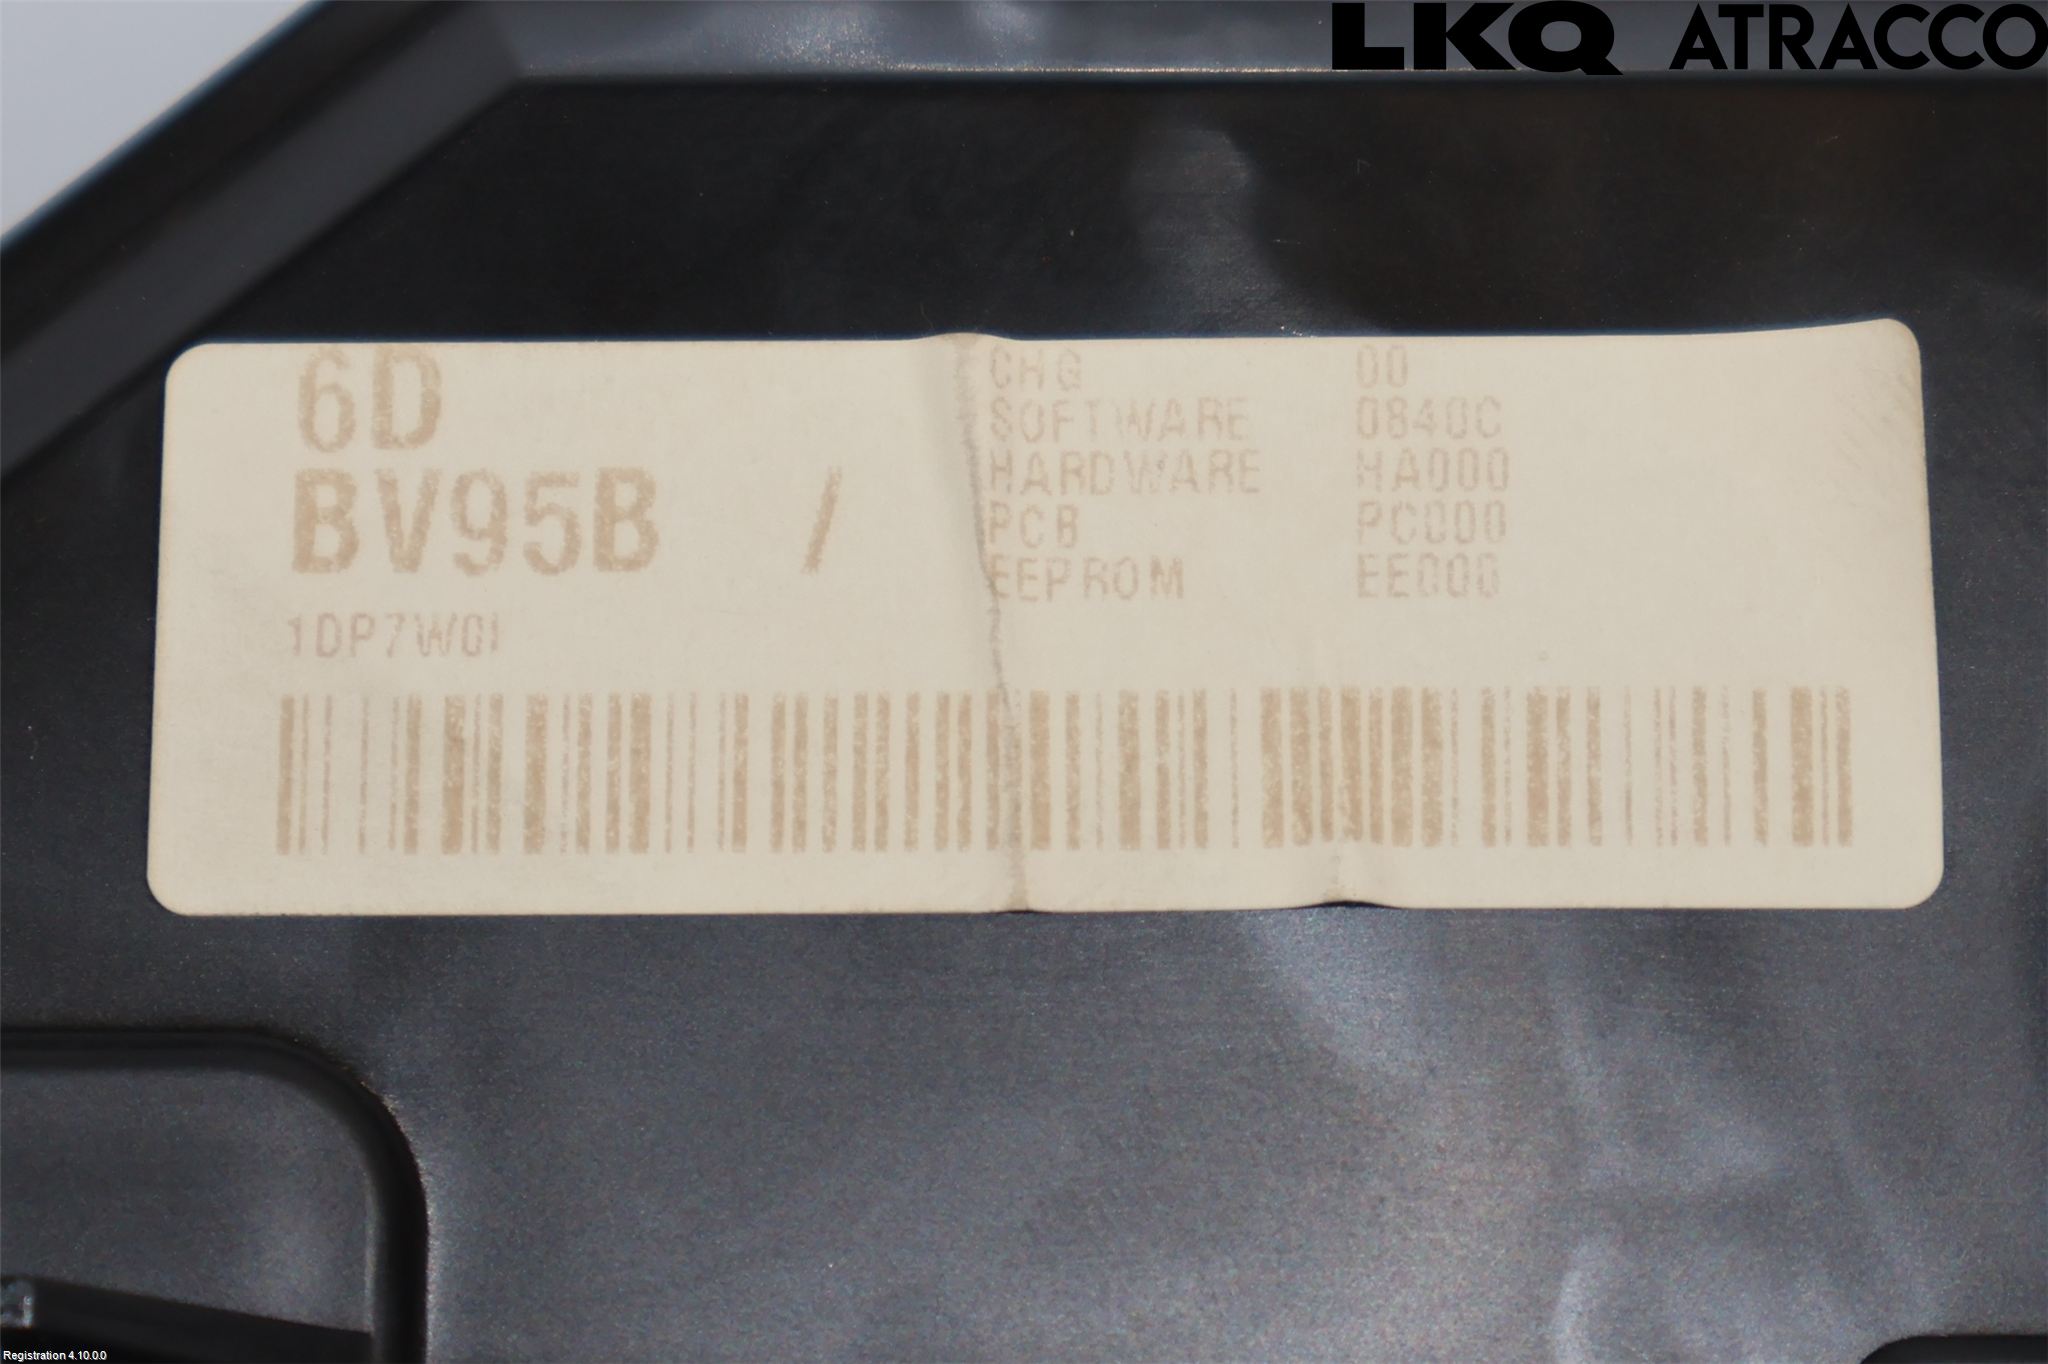 LKQ ATRACCO
6D
BV95B /
1DP7W0I
CHG 00
SOFTWARE 0840C
HARDWARE HA000
PCB PC000
EEPROM EE000
Registration 4.10.0.0